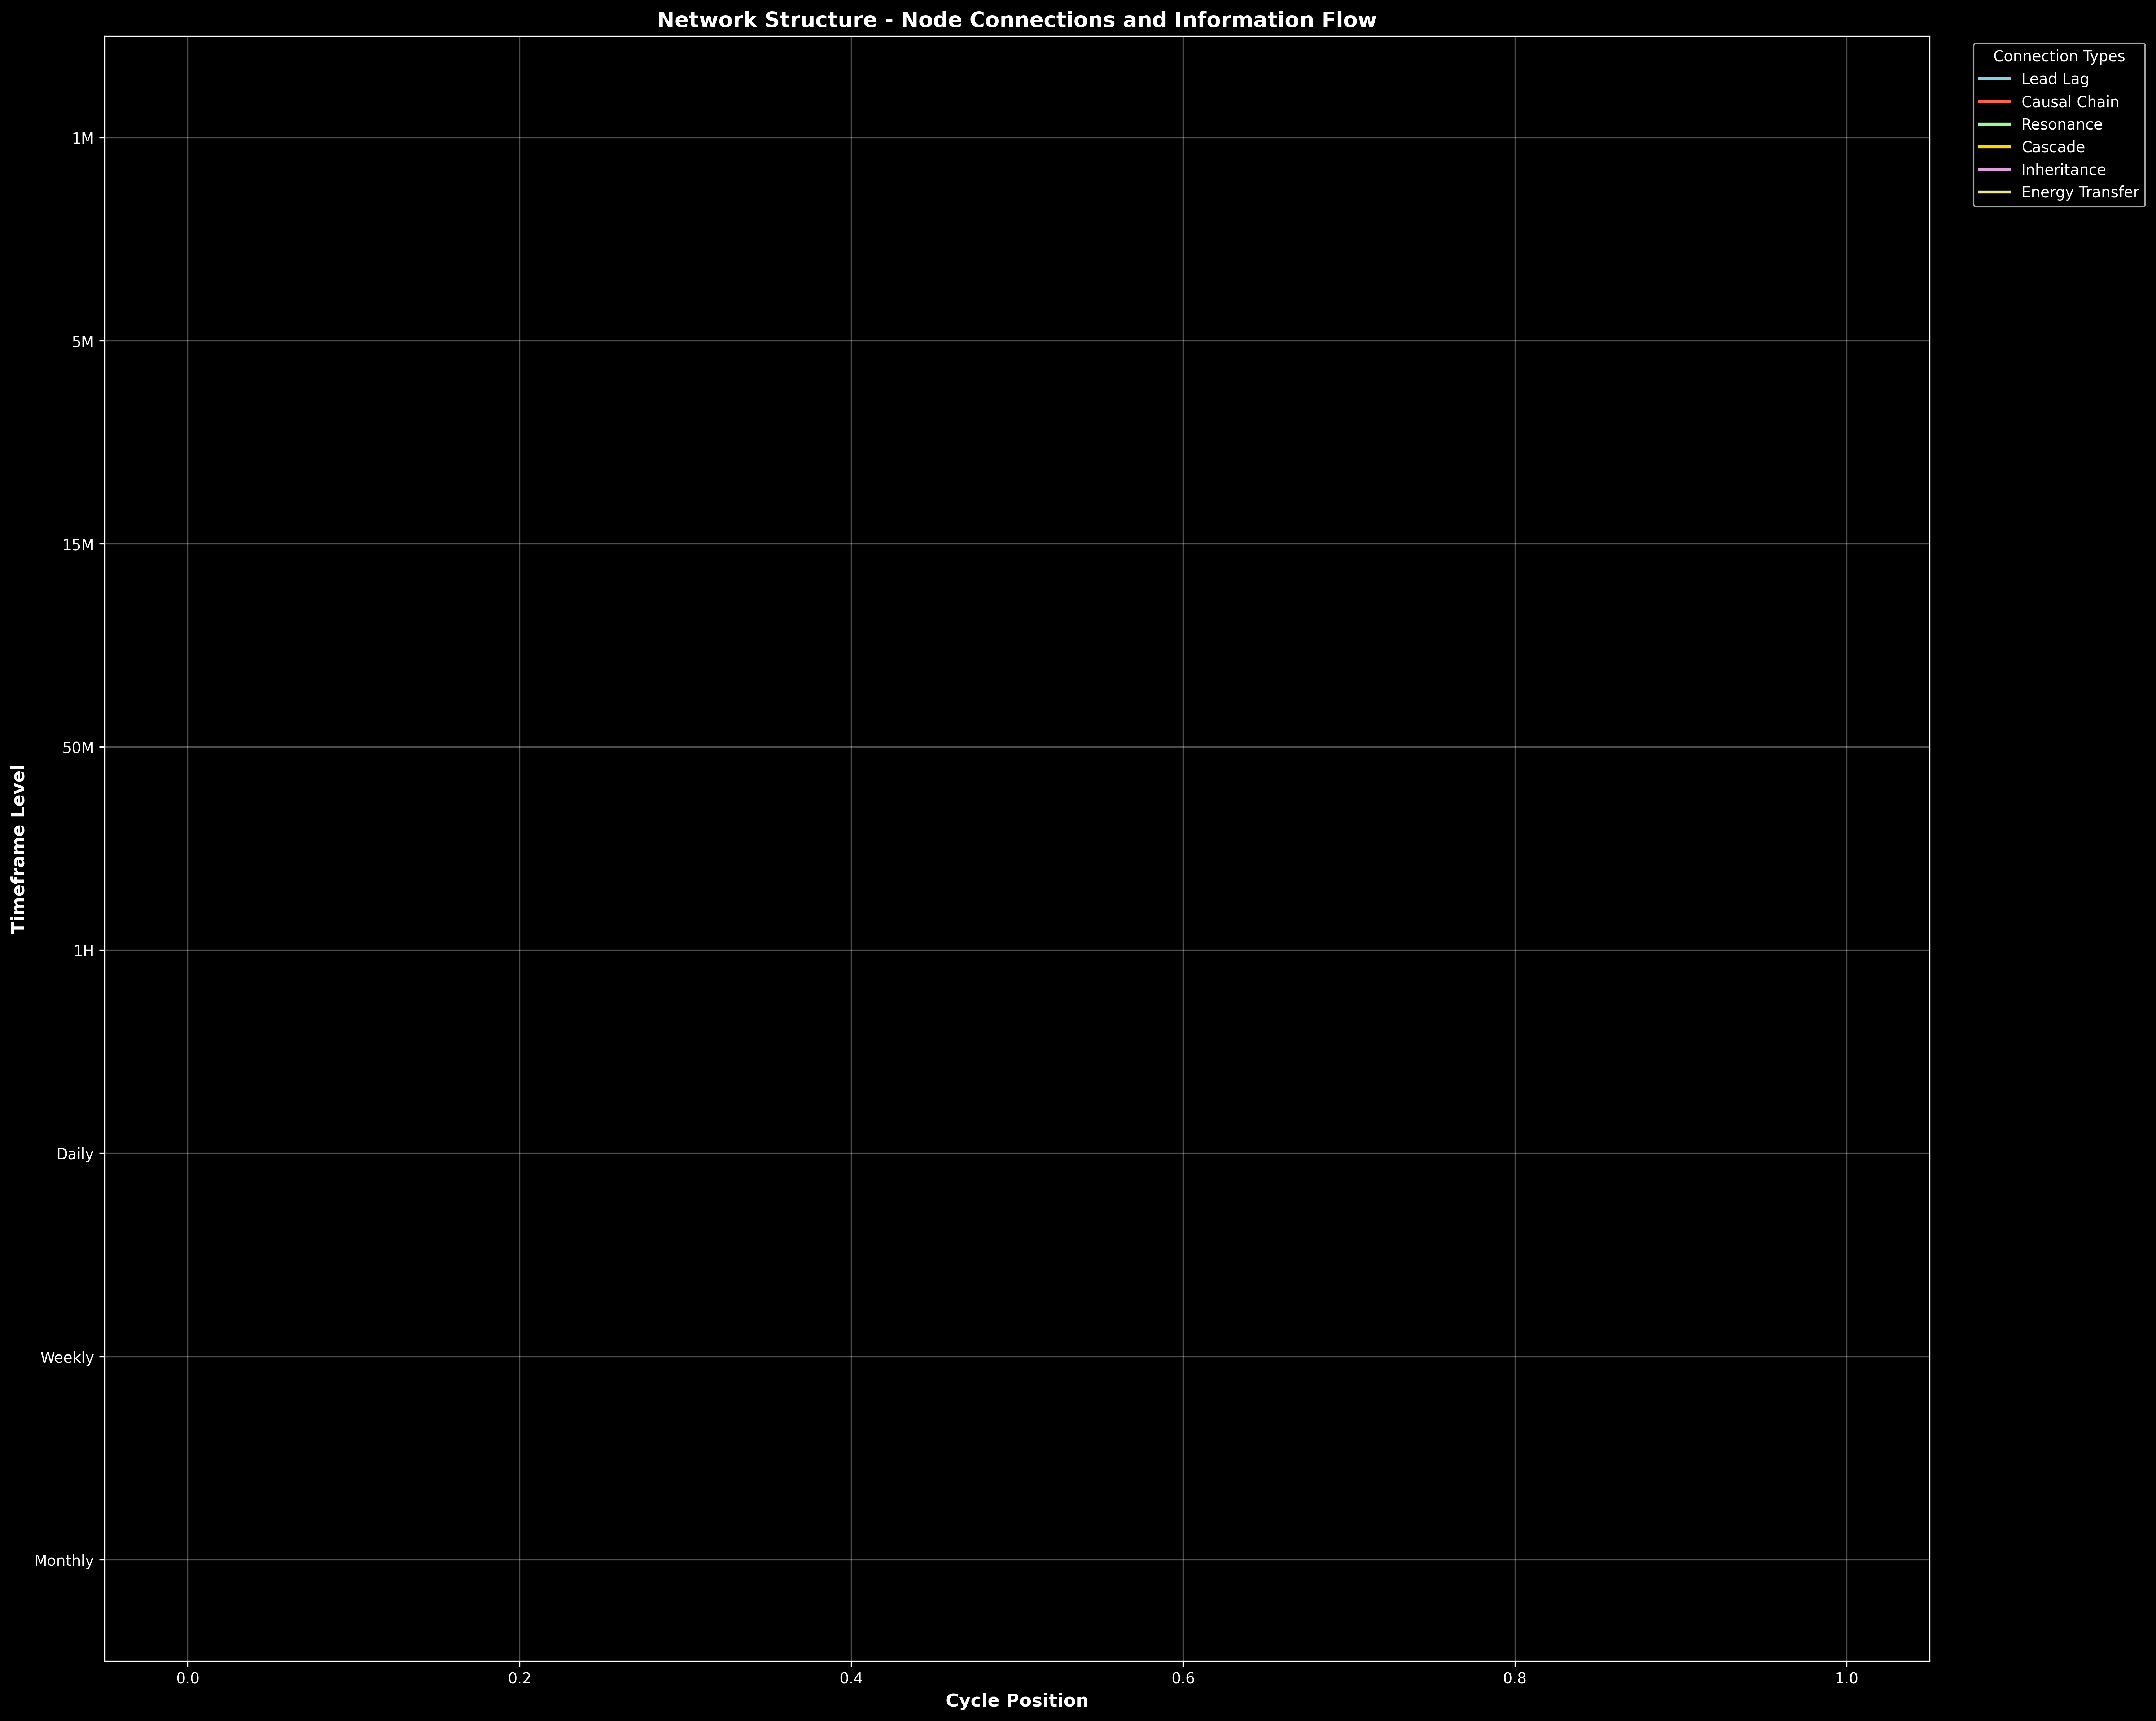 Network Structure - Node Connections and Information Flow
Connection Types
Lead Lag
Causal Chain
Resonance
Cascade
Inheritance
Energy Transfer
Timeframe Level
1M
5M
15M
50M
1H
Daily
Weekly
Monthly
0.0 0.2 0.4 0.6 0.8 1.0
Cycle Position